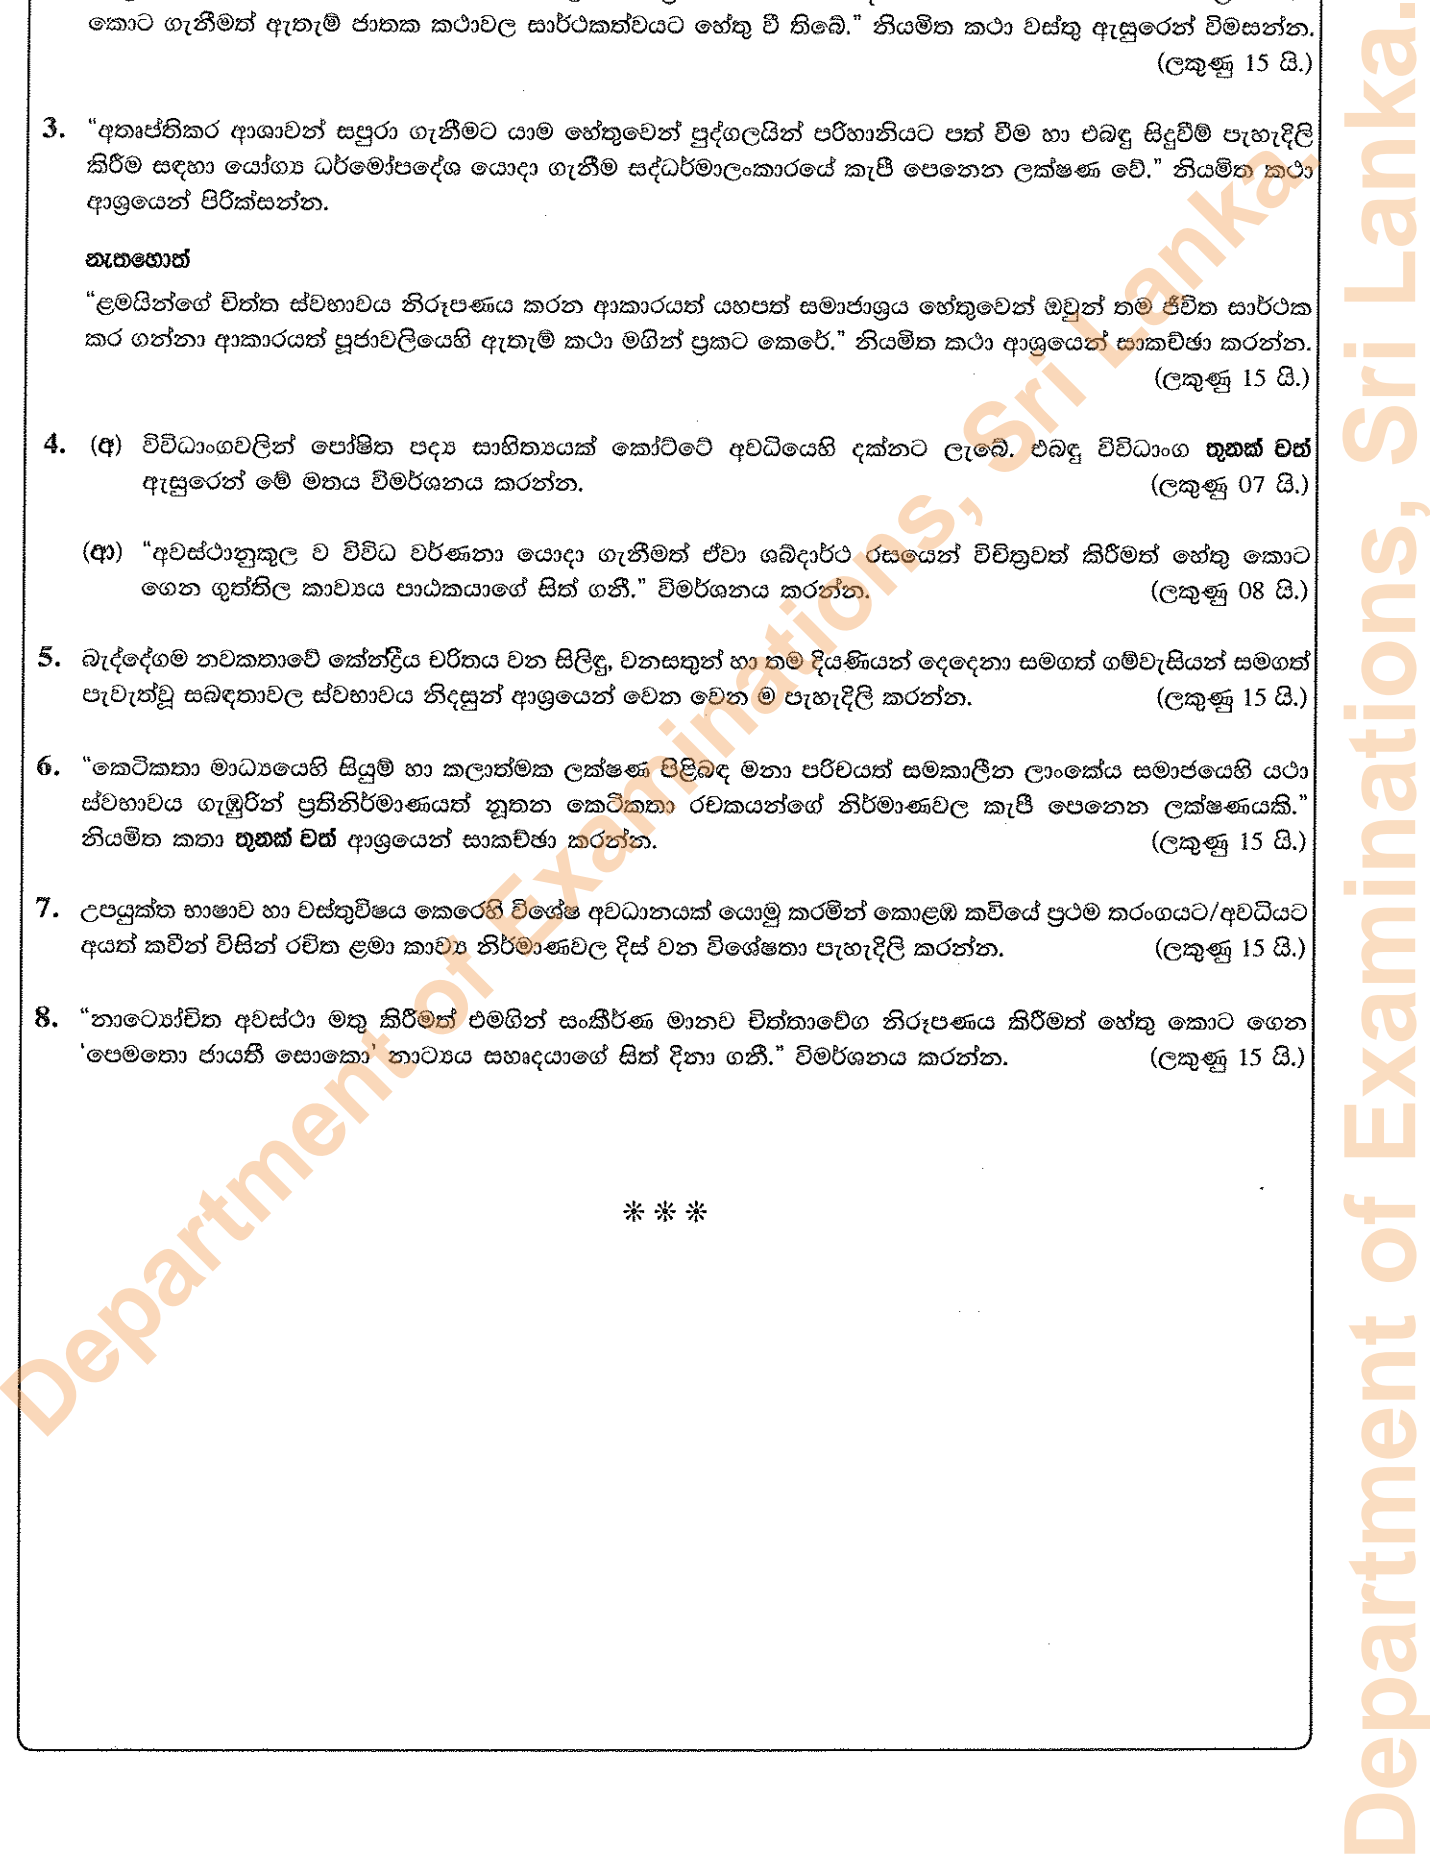 කොට ගැනීමත් ඇතැම් ජාතක කථාවල සාර්ථකත්වයට හේතු වී තිබේ.” නියමිත කථා වස්තු ඇසුරෙන් විමසන්න.
(ලකුණු 15 යි.)
3. “අතෘප්තිකර ආශාවන් සපුරා ගැනීමට යාම හේතුවෙන් පුද්ගලයින් පරිහානියට පත් වීම හා එබඳු සිදුවීම් පැහැදිලි
කිරීම සඳහා යෝග්‍ය ධර්මෝපදේශ යොදා ගැනීම සද්ධර්මාලංකාරයේ කැපී පෙනෙන ලක්ෂණ වේ.” නියමිත කථා
ආශ්‍රයෙන් පිරික්සන්න.
නැතහොත්
“ළමයින්ගේ චිත්ත ස්වභාවය නිරූපණය කරන ආකාරයත් යහපත් සමාජාශ්‍රය හේතුවෙන් ඔවුන් තම ජීවිත සාර්ථක
කර ගන්නා ආකාරයත් පූජාවලියෙහි ඇතැම් කථා මගින් ප්‍රකට කෙරේ.” නියමිත කථා ආශ්‍රයෙන් සාකච්ඡා කරන්න.
(ලකුණු 15 යි.)
4. (අ) විවිධාංගවලින් පෝෂිත පද්‍ය සාහිත්‍යයක් කෝට්ටේ අවධියෙහි දක්නට ලැබේ. එබඳු විවිධාංග තුනක් වත්
ඇසුරෙන් මේ මතය විමර්ශනය කරන්න. (ලකුණු 07 යි.)
(ආ) “අවස්ථානුකූල ව විවිධ වර්ණනා යොදා ගැනීමත් ඒවා ශබ්දාර්ථ රසයෙන් විචිත්‍රවත් කිරීමත් හේතු කොට
ගෙන ගුත්තිල කාව්‍යය පාඨකයාගේ සිත් ගනී.” විමර්ශනය කරන්න. (ලකුණු 08 යි.)
5. බැද්දේගම නවකතාවේ කේන්ද්‍රීය චරිතය වන සිලිඳු, වනසතුන් හා තම දියණියන් දෙදෙනා සමගත් ගම්වැසියන් සමගත්
පැවැත්වූ සබඳතාවල ස්වභාවය නිදසුන් ආශ්‍රයෙන් වෙන වෙන ම පැහැදිලි කරන්න. (ලකුණු 15 යි.)
6. “කෙටිකතා මාධ්‍යයෙහි සියුම් හා කලාත්මක ලක්ෂණ පිළිබඳ මනා පරිචයත් සමකාලීන ලාංකේය සමාජයෙහි යථා
ස්වභාවය ගැඹුරින් ප්‍රතිනිර්මාණයත් නූතන කෙටිකතා රචකයන්ගේ නිර්මාණවල කැපී පෙනෙන ලක්ෂණයකි.”
නියමිත කතා තුනක් වත් ආශ්‍රයෙන් සාකච්ඡා කරන්න. (ලකුණු 15 යි.)
7. උපයුක්ත භාෂාව හා වස්තුවිෂය කෙරෙහි විශේෂ අවධානයක් යොමු කරමින් කොළඹ කවියේ ප්‍රථම තරංගයට/අවධියට
අයත් කවීන් විසින් රචිත ළමා කාව්‍ය නිර්මාණවල දිස් වන විශේෂතා පැහැදිලි කරන්න. (ලකුණු 15 යි.)
8. “නාට්‍යෝචිත අවස්ථා මතු කිරීමත් එමගින් සංකීර්ණ මානව චිත්තාවේග නිරූපණය කිරීමත් හේතු කොට ගෙන
‘පෙමතො ජායතී සොකො’ නාට්‍යය සහෘදයාගේ සිත් දිනා ගනී.” විමර්ශනය කරන්න. (ලකුණු 15 යි.)
Department of Examinations, Sri Lanka.
Department of Examinations, Sri Lanka.